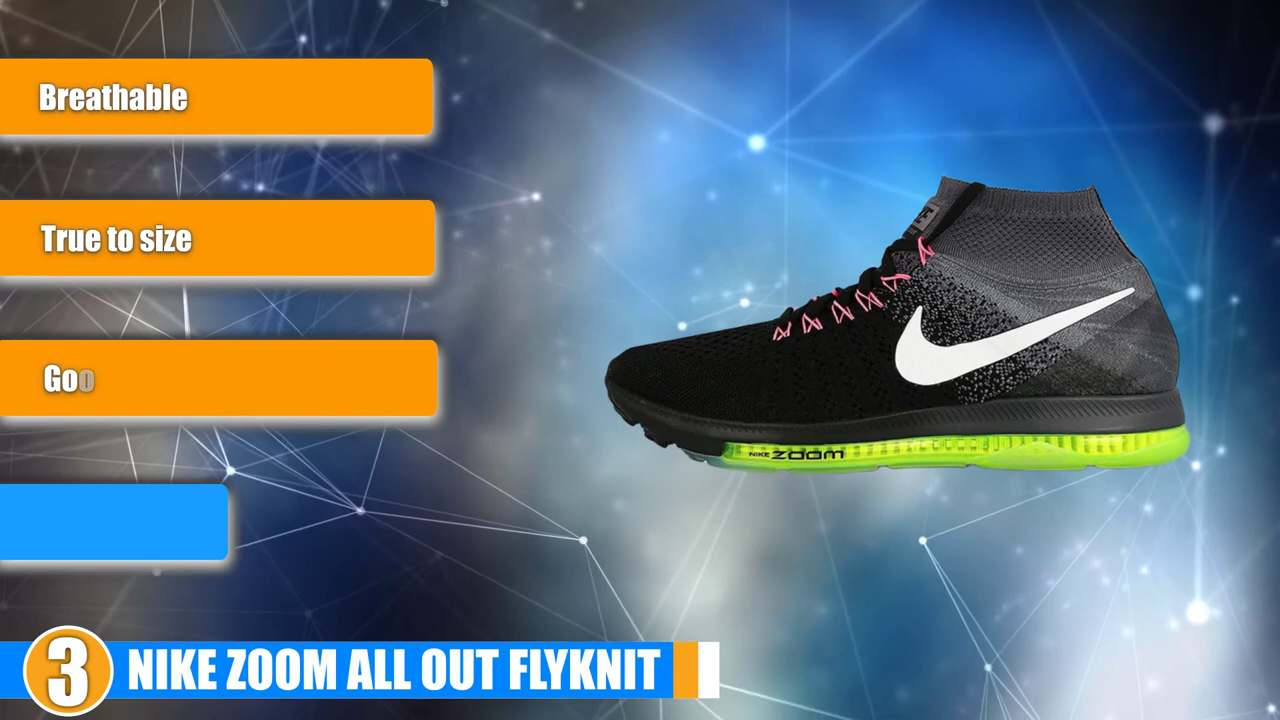 Breathable
True to size
Goo
NIKE ZOOM
3 NIKE ZOOM ALL OUT FLYKNIT